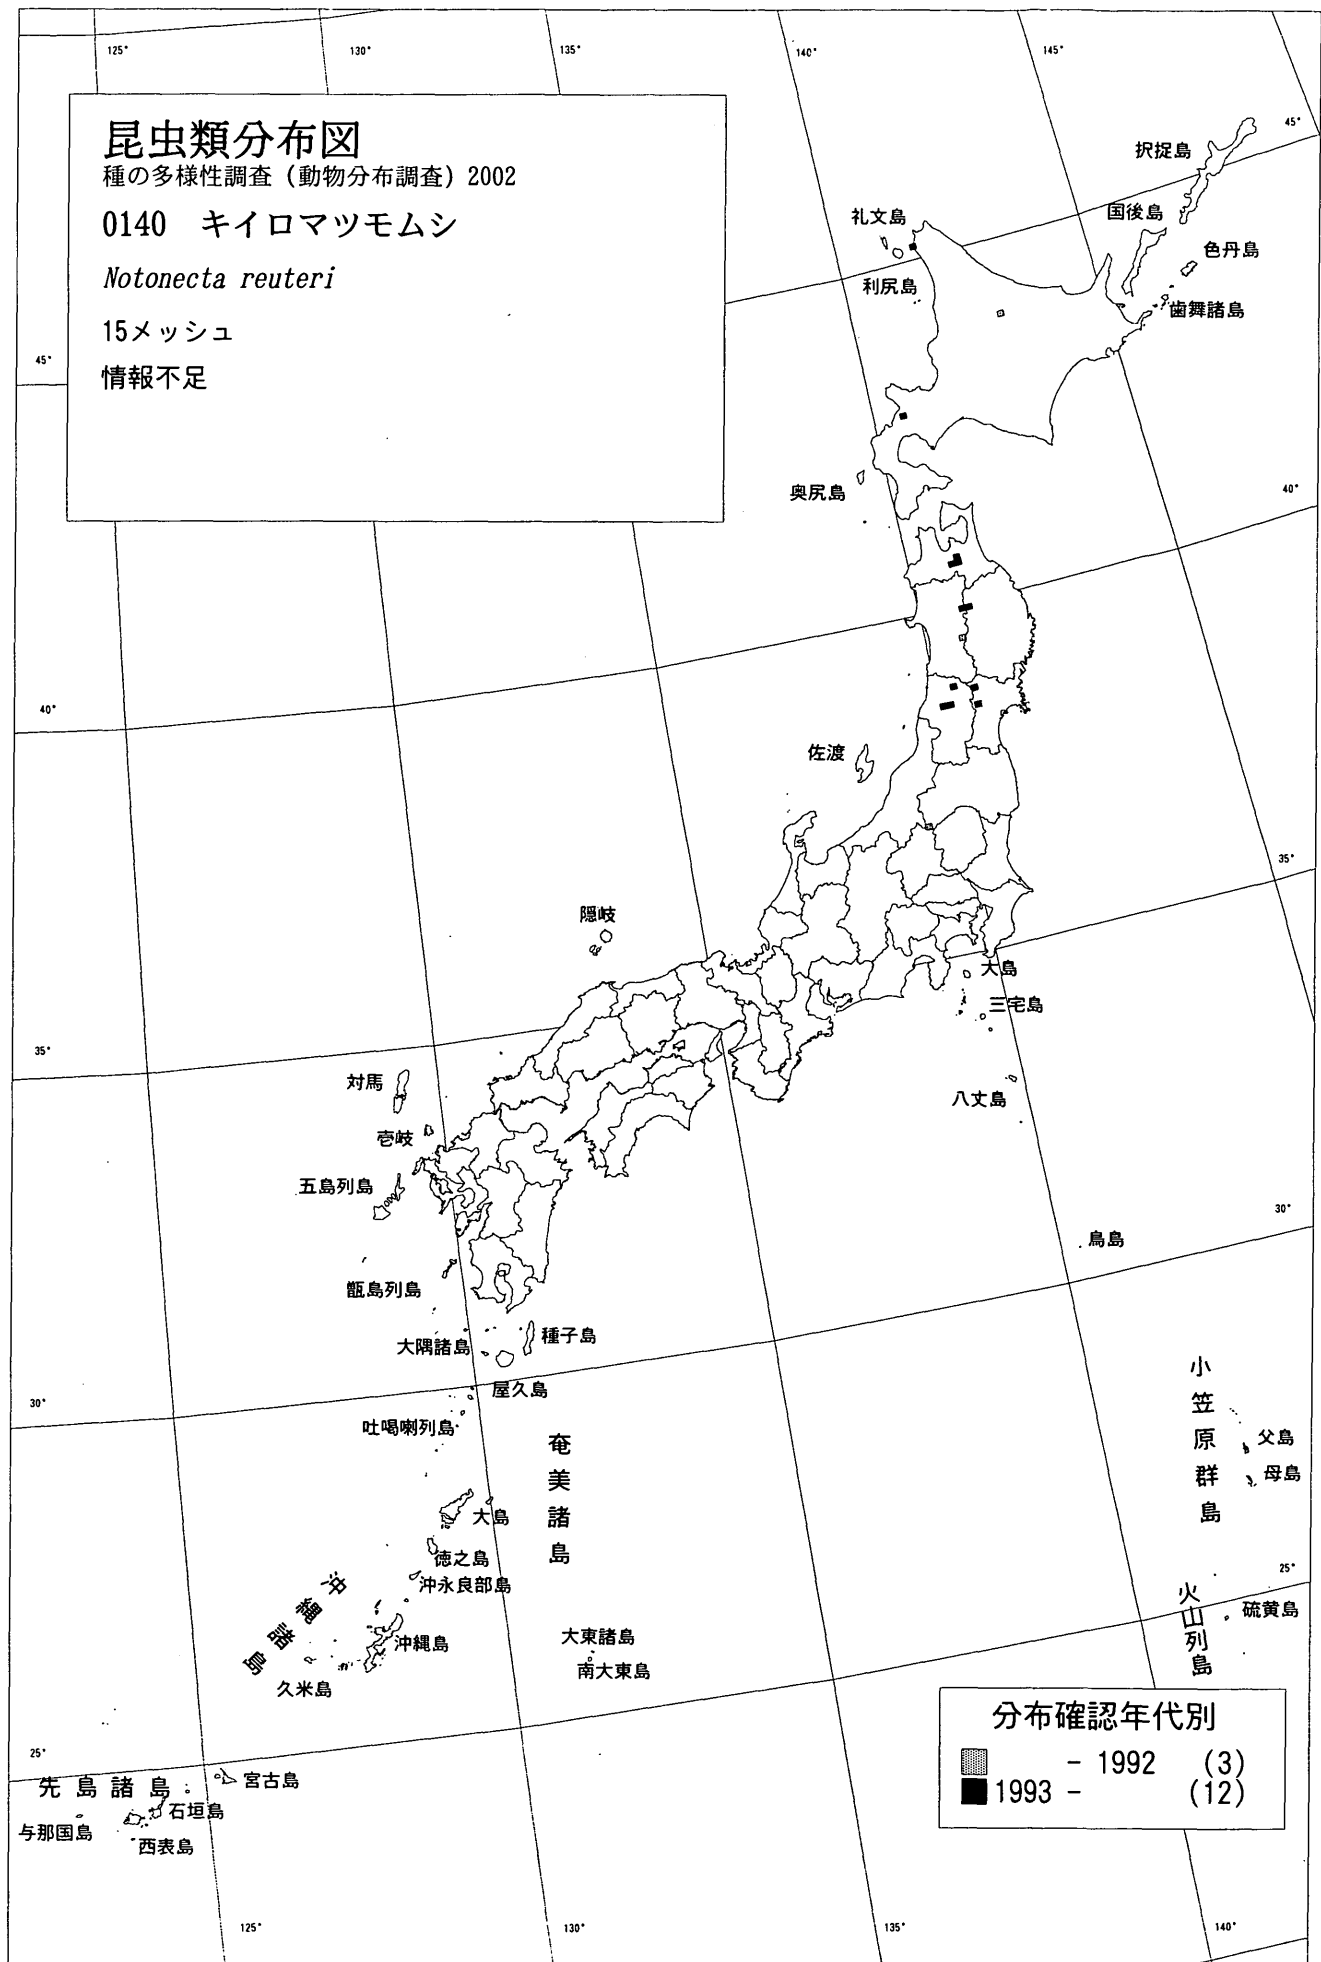 125°
130°
135°
140°
145°
昆虫類分布図
種の多様性調査（動物分布調査）2002
0140　キイロマツモムシ
Notonecta reuteri
15メッシュ
情報不足
45°
択捉島
国後島
礼文島
色丹島
利尻島
歯舞諸島
45°
奥尻島
40°
40°
佐渡
35°
隠岐
大島
三宅島
35°
対馬
八丈島
壱岐
五島列島
30°
鳥島
甑島列島
種子島
大隅諸島
屋久島
30°
吐喝喇列島
奄美諸島
小笠原群島
父島
母島
大島
徳之島
沖永良部島
沖縄諸島
25°
火山列島
硫黄島
沖縄島
大東諸島
南大東島
久米島
分布確認年代別
- 1992　(3)
1993 -　(12)
25°
先島諸島
宮古島
石垣島
与那国島
西表島
125°
130°
135°
140°